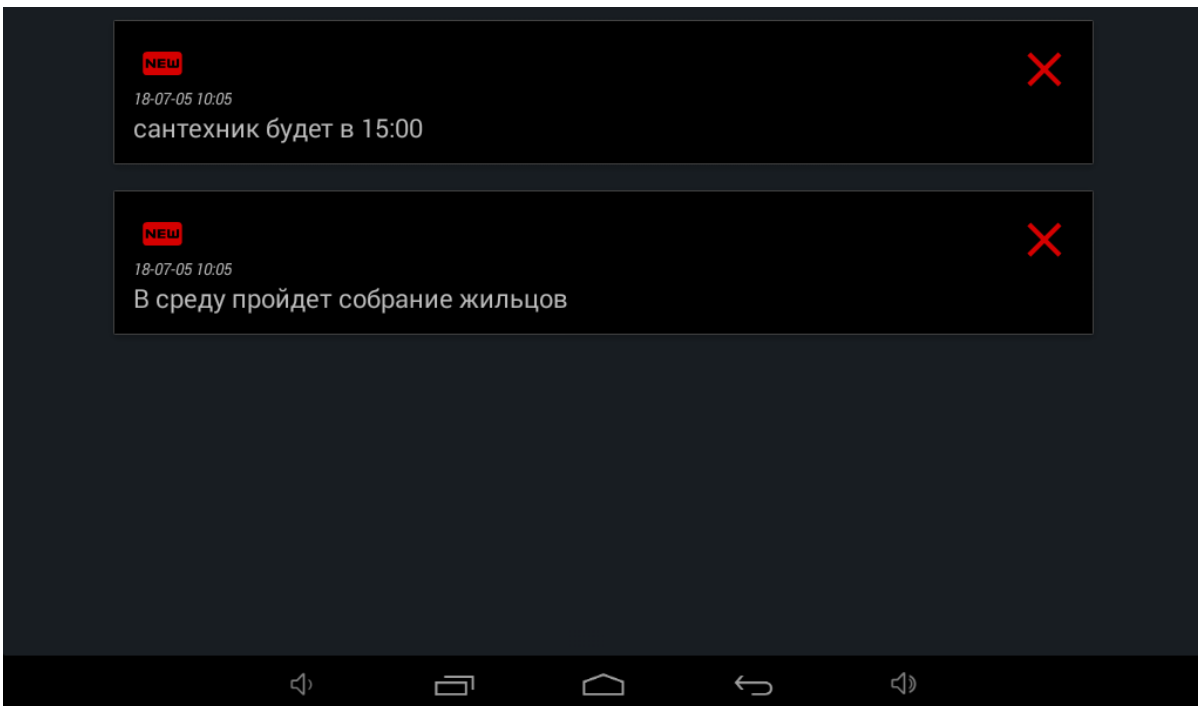 NEW
18-07-05 10:05
сантехник будет в 15:00
NEW
18-07-05 10:05
В среду пройдет собрание жильцов